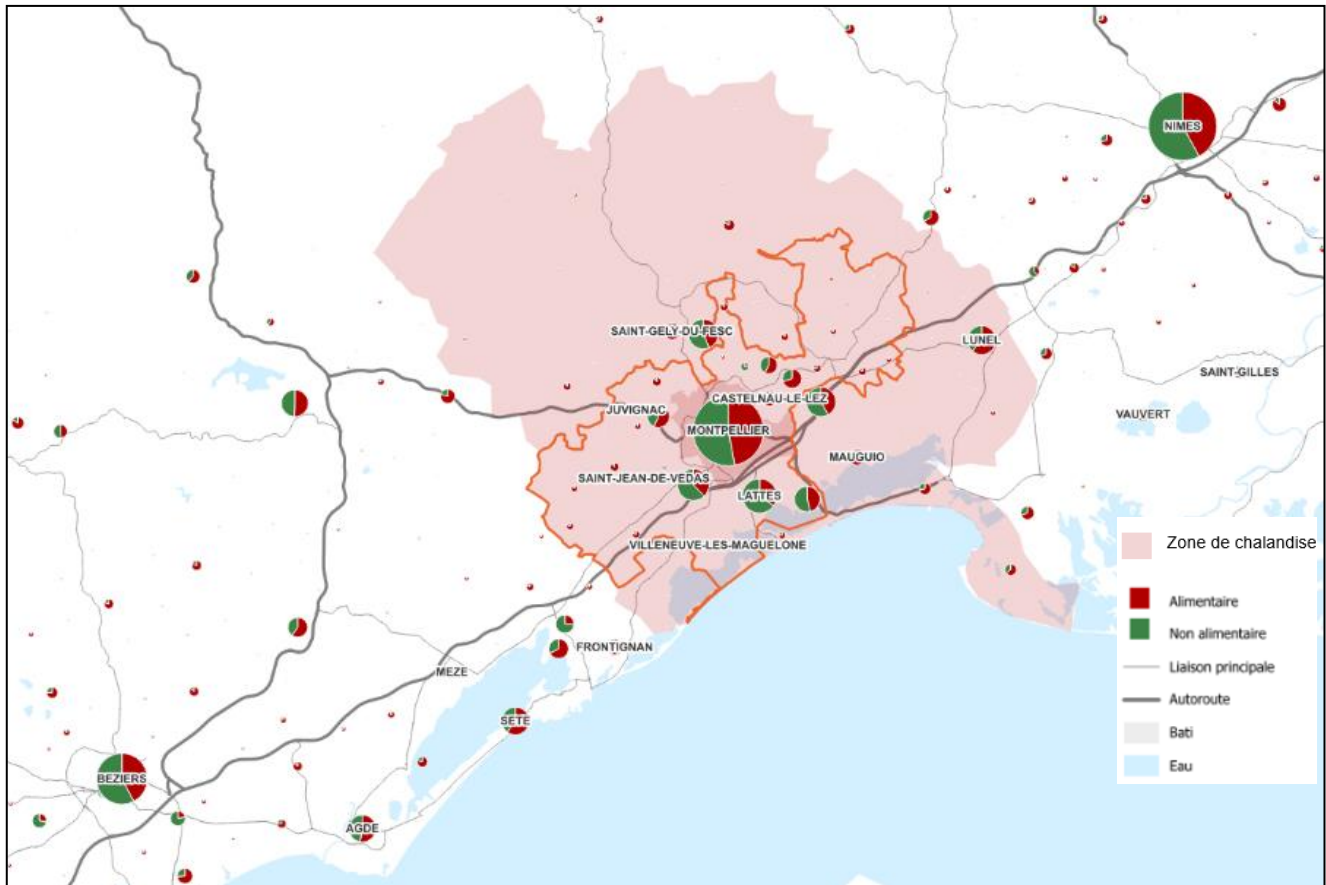 NIMES
SAINT-GELY-DU-FESC
LUNEL
SAINT-GILLES
CASTELNAU-LE-LEZ
JUVIGNAC
VAUVERT
MONTPELLIER
MAUGUIO
SAINT-JEAN-DE-VEDAS
LATTES
VILLENEUVE-LES-MAGUELONE
FRONTIGNAN
MEZE
SETE
BEZIERS
AGDE
Zone de chalandise
Alimentaire
Non alimentaire
Liaison principale
Autoroute
Bati
Eau